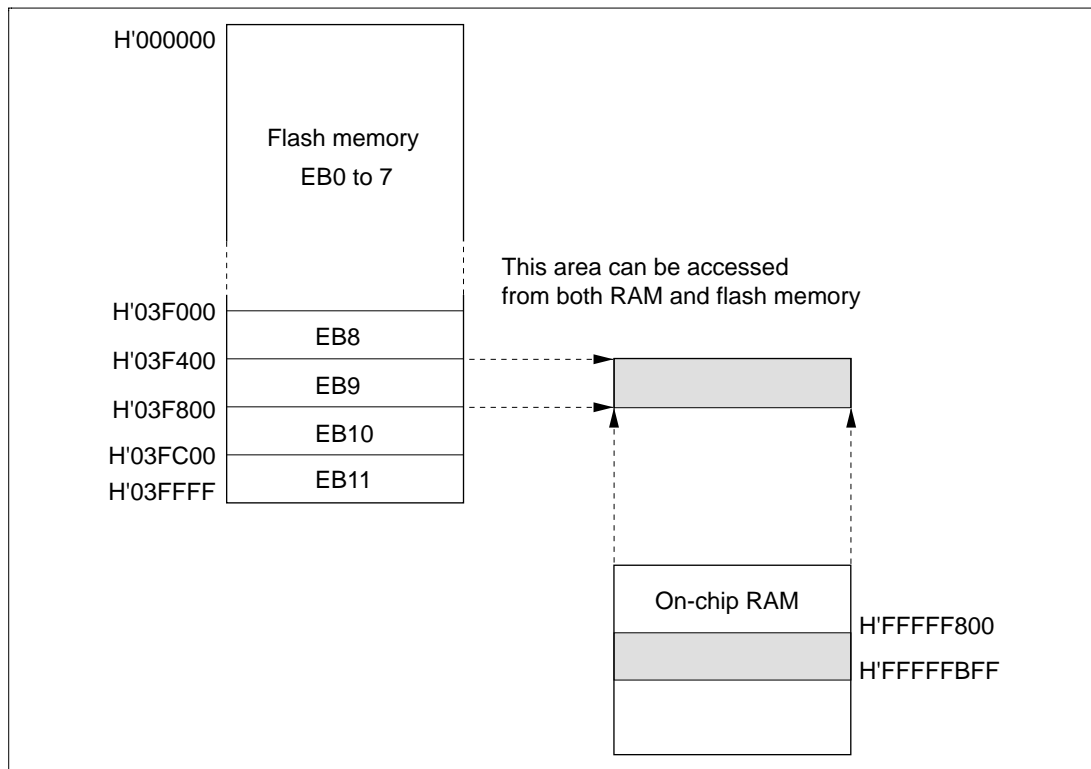 H'000000
Flash memory
EB0 to 7
This area can be accessed
from both RAM and flash memory
H'03F000
EB8
H'03F400
EB9
H'03F800
EB10
H'03FC00
EB11
H'03FFFF
On-chip RAM
H'FFFFF800
H'FFFFFBFF